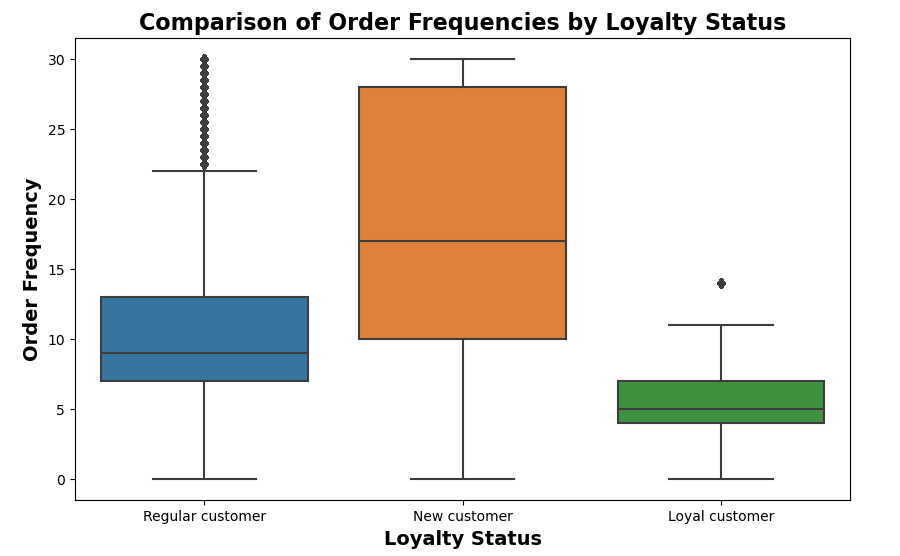 Comparison of Order Frequencies by Loyalty Status
30
25
20
15
10
5
0
Order Frequency
Regular customer
New customer
Loyal customer
Loyalty Status